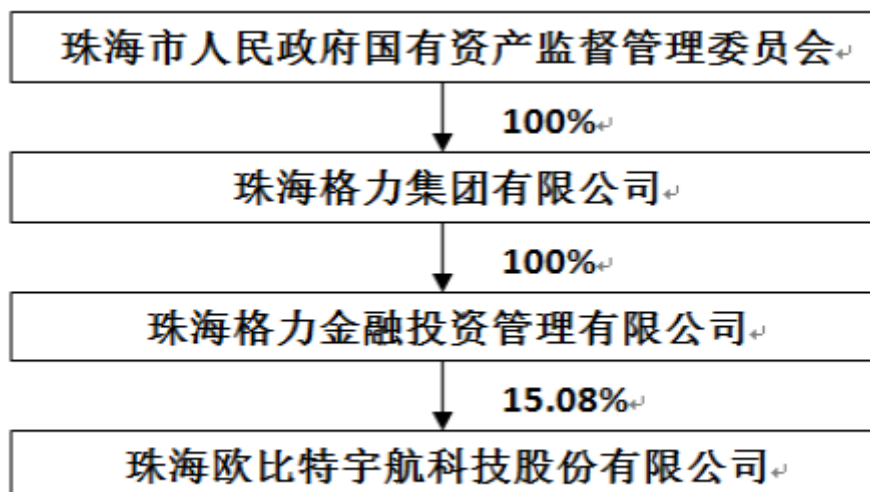 珠海市人民政府国有资产监督管理委员会
100%
珠海格力集团有限公司
100%
珠海格力金融投资管理有限公司
15.08%
珠海欧比特宇航科技股份有限公司